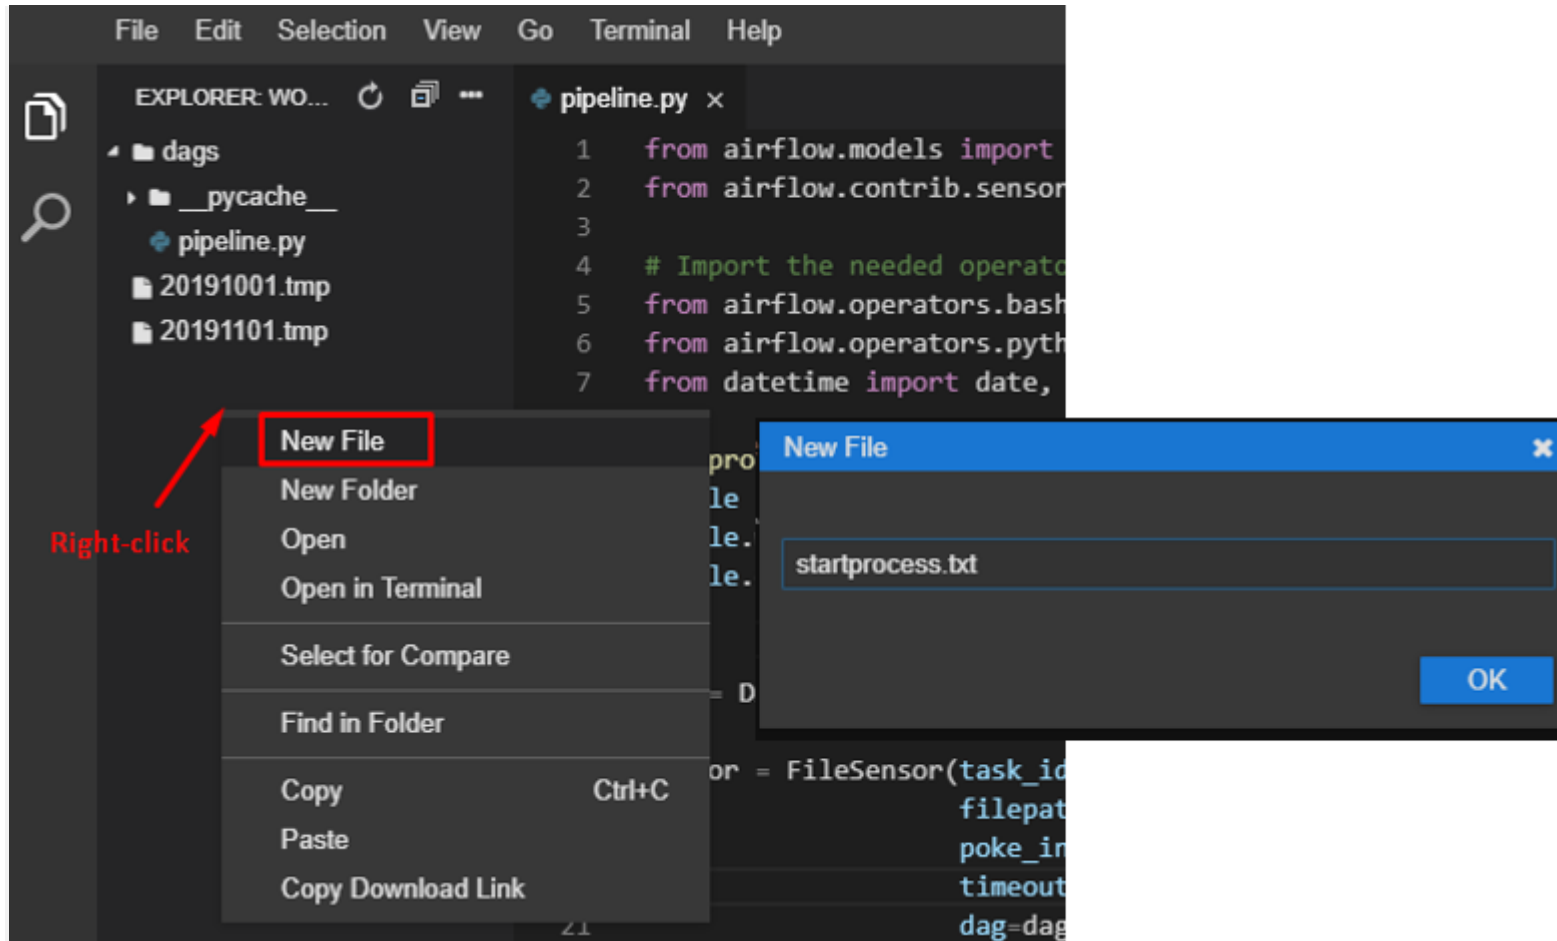 File Edit Selection View Go Terminal Help
EXPLORER: WO...
pipeline.py ×
dags
__pycache__
pipeline.py
20191001.tmp
20191101.tmp
1 from airflow.models import
2 from airflow.contrib.sensor
3
4 # Import the needed operato
5 from airflow.operators.bash
6 from airflow.operators.pyth
7 from datetime import date,
pro
le
le.
le.
= D
or = FileSensor(task_id
filepat
poke_in
timeout
21 dag=dag
Right-click
New File
New Folder
Open
Open in Terminal
Select for Compare
Find in Folder
Copy Ctrl+C
Paste
Copy Download Link
New File
startprocess.txt
OK